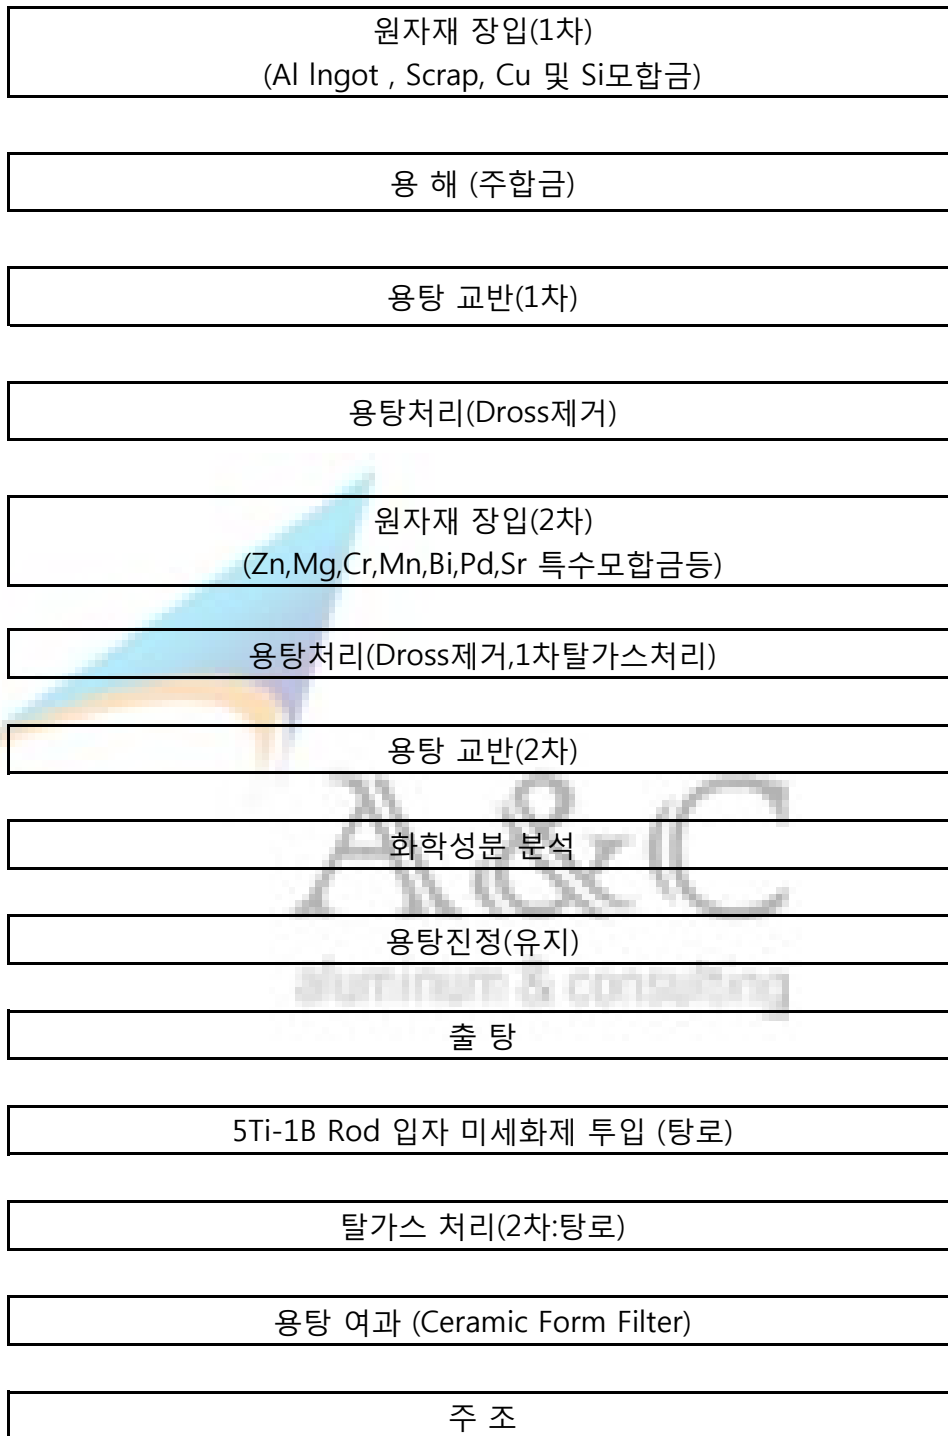 원자재 장입(1차)
(Al Ingot , Scrap, Cu 및 Si모합금)
용 해 (주합금)
용탕 교반(1차)
용탕처리(Dross제거)
원자재 장입(2차)
(Zn,Mg,Cr,Mn,Bi,Pd,Sr 특수모합금등)
용탕처리(Dross제거,1차탈가스처리)
용탕 교반(2차)
A&C
화학성분 분석
용탕진정(유지)
aluminum & consulting
출 탕
5Ti-1B Rod 입자 미세화제 투입 (탕로)
탈가스 처리(2차:탕로)
용탕 여과 (Ceramic Form Filter)
주 조